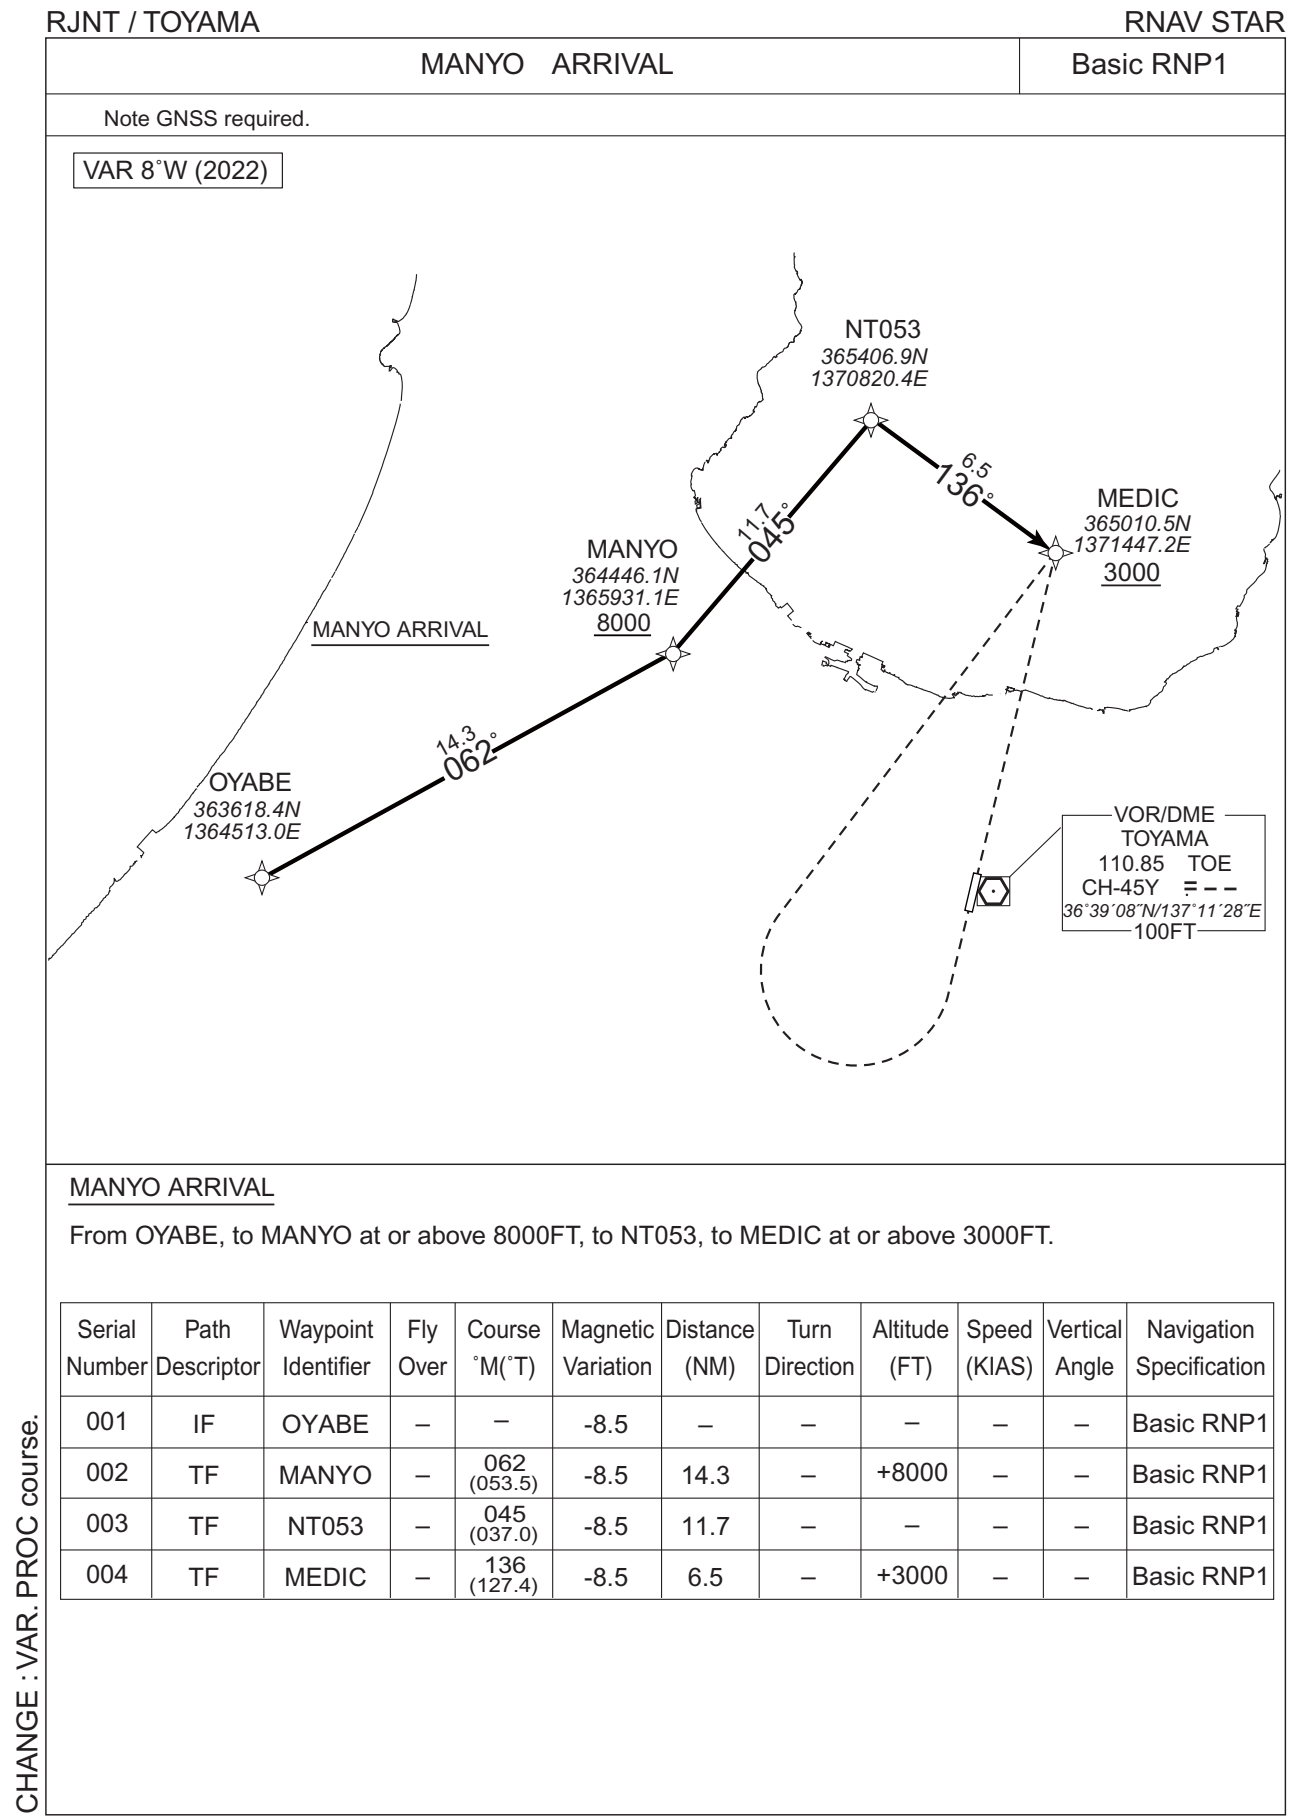 RJNT / TOYAMA
RNAV STAR
MANYO ARRIVAL
Basic RNP1
Note GNSS required.
VAR 8°W (2022)
NT053
365406.9N
1370820.4E
6.5
136°
MEDIC
365010.5N
1371447.2E
3000
11.7
045°
MANYO
364446.1N
1365931.1E
8000
MANYO ARRIVAL
14.3
062°
OYABE
363618.4N
1364513.0E
VOR/DME
TOYAMA
110.85 TOE
CH-45Y
36°39´08˝N/137°11´28˝E
100FT
MANYO ARRIVAL
From OYABE, to MANYO at or above 8000FT, to NT053, to MEDIC at or above 3000FT.
Serial Path Waypoint Fly Course Magnetic Distance Turn Altitude Speed Vertical Navigation
Number Descriptor Identifier Over °M(°T) Variation (NM) Direction (FT) (KIAS) Angle Specification
001 IF OYABE – – -8.5 – – – – – Basic RNP1
002 TF MANYO – 062 (053.5) -8.5 14.3 – +8000 – – Basic RNP1
003 TF NT053 – 045 (037.0) -8.5 11.7 – – – – Basic RNP1
004 TF MEDIC – 136 (127.4) -8.5 6.5 – +3000 – – Basic RNP1
CHANGE : VAR. PROC course.